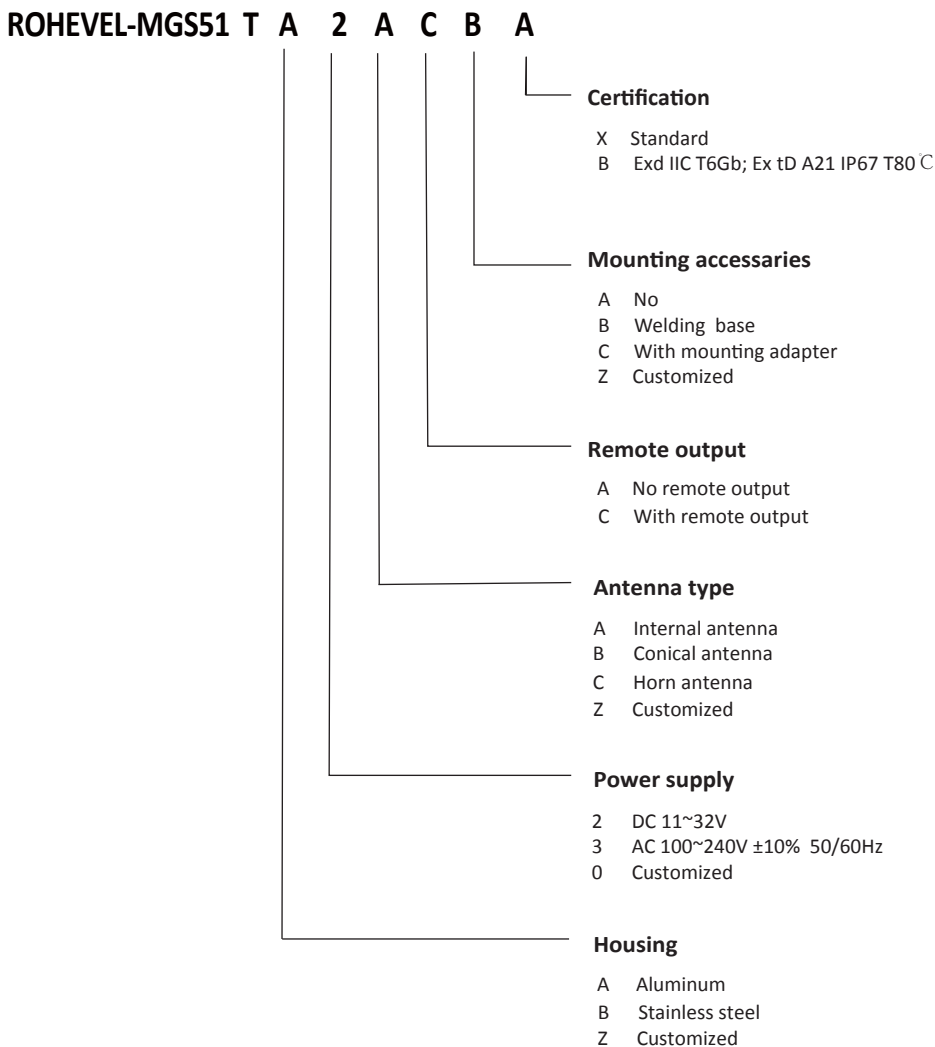 ROHEVEL-MGS51 T A 2 A C B A
Certification
X Standard
B Exd IIC T6Gb; Ex tD A21 IP67 T80℃
Mounting accessaries
A No
B Welding base
C With mounting adapter
Z Customized
Remote output
A No remote output
C With remote output
Antenna type
A Internal antenna
B Conical antenna
C Horn antenna
Z Customized
Power supply
2 DC 11~32V
3 AC 100~240V ±10% 50/60Hz
0 Customized
Housing
A Aluminum
B Stainless steel
Z Customized